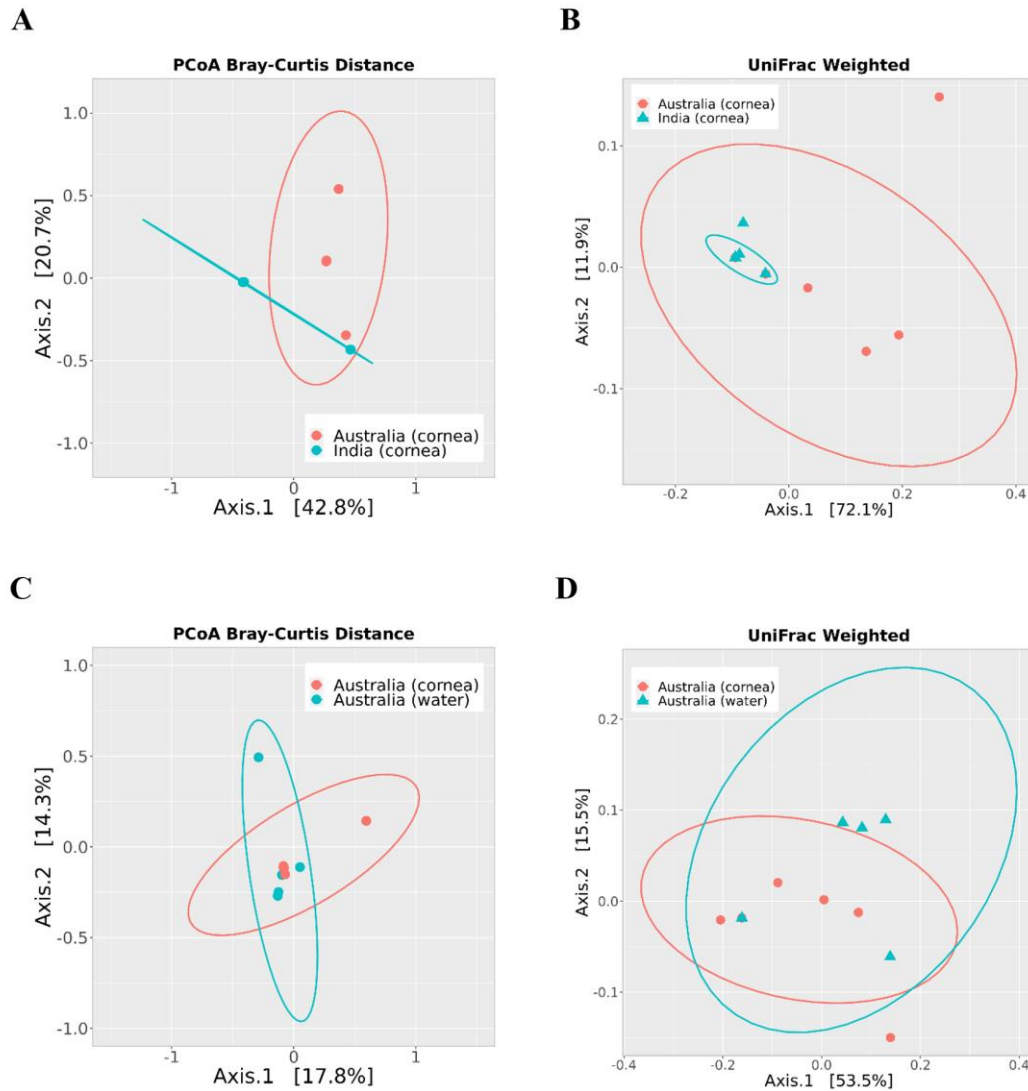 A
PCoA Bray-Curtis Distance
1.0
0.5
0.0
-0.5
-1.0
Axis.2 [20.7%]
Australia (cornea)
India (cornea)
-1 0 1
Axis.1 [42.8%]
B
UniFrac Weighted
Australia (cornea)
India (cornea)
0.1
0.0
-0.1
Axis.2 [11.9%]
-0.2 0.0 0.2 0.4
Axis.1 [72.1%]
C
PCoA Bray-Curtis Distance
Australia (cornea)
Australia (water)
1.0
0.5
0.0
-0.5
-1.0
Axis.2 [14.3%]
-1 0 1
Axis.1 [17.8%]
D
UniFrac Weighted
Australia (cornea)
Australia (water)
0.2
0.1
0.0
-0.1
Axis.2 [15.5%]
-0.4 -0.2 0.0 0.2 0.4
Axis.1 [53.5%]